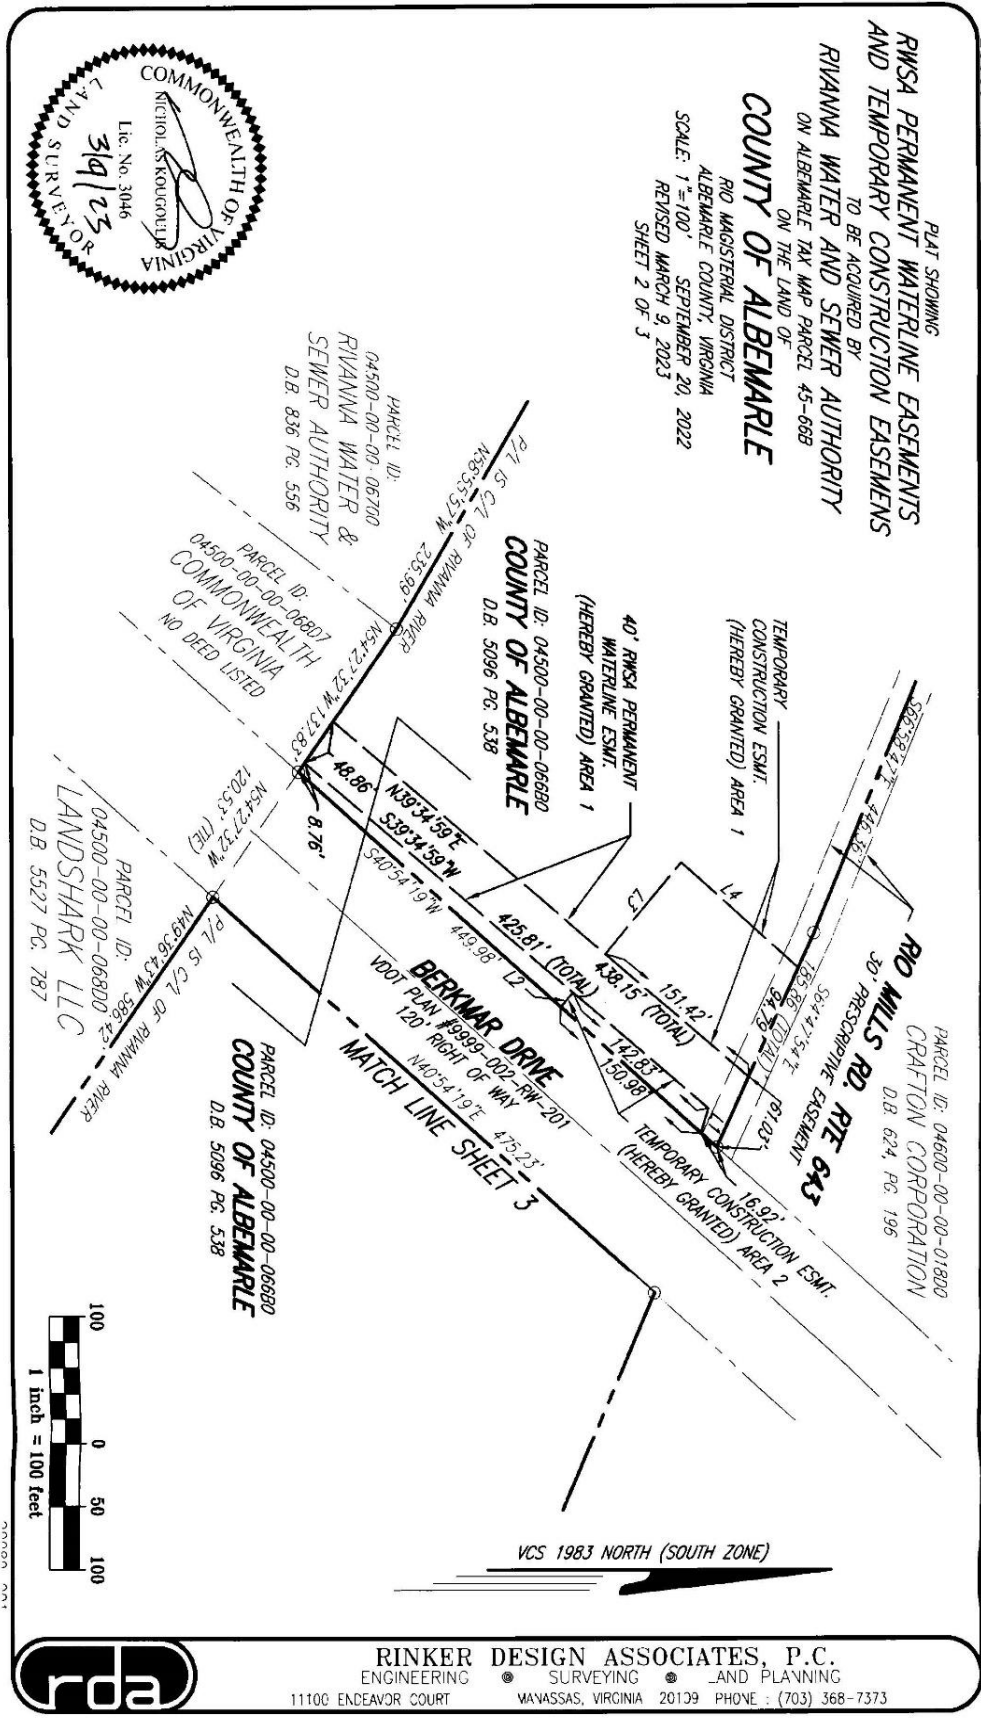 PLAT SHOWING
RWSA PERMANENT WATERLINE EASEMENTS
AND TEMPORARY CONSTRUCTION EASEMENS
TO BE ACQUIRED BY
RIVANNA WATER AND SEWER AUTHORITY
ON ALBEMARLE TAX MAP PARCEL 45-66B
ON THE LAND OF
COUNTY OF ALBEMARLE
RIO MAGISTERIAL DISTRICT
ALBEMARLE COUNTY, VIRGINIA
SCALE: 1"=100' SEPTEMBER 20, 2022
REVISED MARCH 9, 2023
SHEET 2 OF 3
COMMONWEALTH OF VIRGINIA
NICHOLAS KOUGOULIS
Lic. No. 3046
3/9/23
LAND SURVEYOR
S66°58'47"E 446.36'
RIO MILLS RD. RTE 643
30' PRESCRIPTIVE EASEMENT
PARCEL ID: 04600-00-00-01800
CRAFTON CORPORATION
D.B. 624, PG. 196
TEMPORARY
CONSTRUCTION ESMT.
(HEREBY GRANTED) AREA 1
L4
L3
185.86 (TOTAL)
S64°47'54"E
94.79'
61.03'
16.92'
151.42'
438.15' (TOTAL)
425.81' (TOTAL)
142.83'
150.98'
L2
40' RWSA PERMANENT
WATERLINE ESMT.
(HEREBY GRANTED) AREA 1
PARCEL ID: 04500-00-00-066B0
COUNTY OF ALBEMARLE
D.B. 5096 PG. 538
P/L IS C/L OF RIVANNA RIVER
N56°55'57"W 235.99'
N54°27'32"W 137.83'
48.86'
8.76'
N39°34'59"E
S39°34'59"W
S40°54'19"W 449.98'
BERKMAR DRIVE
VDOT PLAN #9999-002-RW-201
120' RIGHT OF WAY
N40°54'19"E 475.23'
MATCH LINE SHEET 3
TEMPORARY CONSTRUCTION ESMT.
(HEREBY GRANTED) AREA 2
PARCEL ID:
04500-00-00-06700
RIVANNA WATER &
SEWER AUTHORITY
D.B. 836 PG. 556
PARCEL ID:
04500-00-00-06807
COMMONWEALTH
OF VIRGINIA
NO DEED LISTED
N54°27'32"W
120.53' (TIE)
N49°36'43"W 586.42'
P/L IS C/L OF RIVANNA RIVER
PARCEL ID:
04500-00-00-06800
LANDSHARK LLC
D.B. 5527 PG. 787
PARCEL ID: 04500-00-00-066B0
COUNTY OF ALBEMARLE
D.B. 5096 PG. 538
100 0 50 100
1 inch = 100 feet
VCS 1983 NORTH (SOUTH ZONE)
rda
RINKER DESIGN ASSOCIATES, P.C.
ENGINEERING SURVEYING LAND PLANNING
11100 ENDEAVOR COURT MANASSAS, VIRGINIA 20109 PHONE : (703) 368-7373